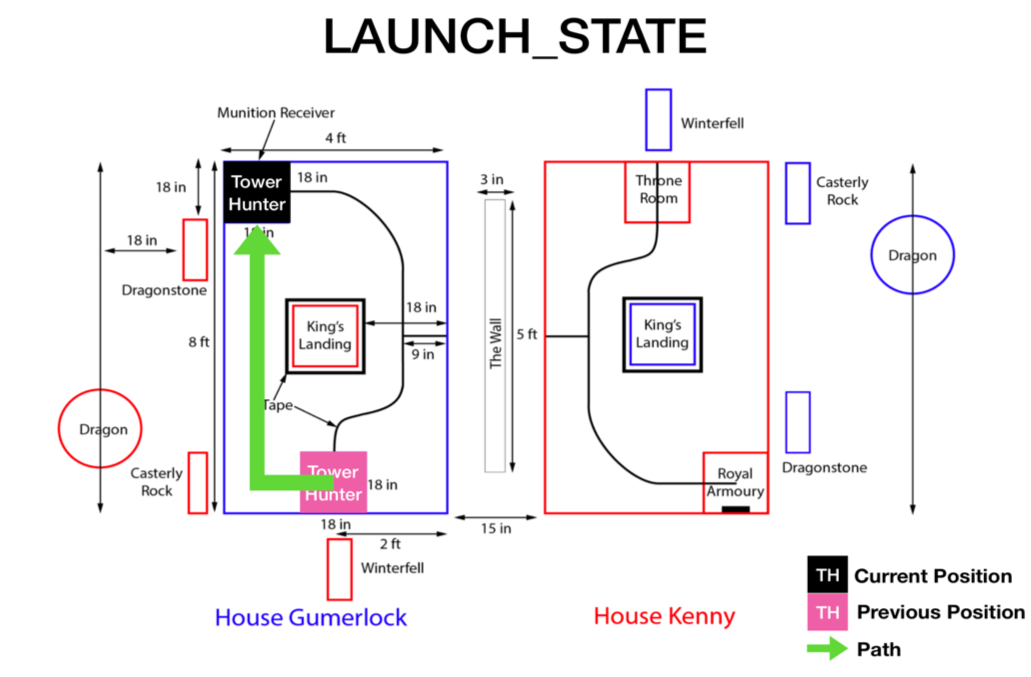 LAUNCH_STATE
Munition Receiver
4 ft
Winterfell
Tower
Hunter
18 in
18 in
3 in
Throne
Room
Casterly
Rock
18 in
Dragonstone
Dragon
King's
Landing
18 in
9 in
8 ft
The Wall
5 ft
King's
Landing
Dragon
Tape
Dragon
Casterly
Rock
Tower
Hunter
18 in
18 in
2 ft
Winterfell
15 in
Royal
Armoury
Dragonstone
House Gumerlock
House Kenny
TH Current Position
TH Previous Position
Path